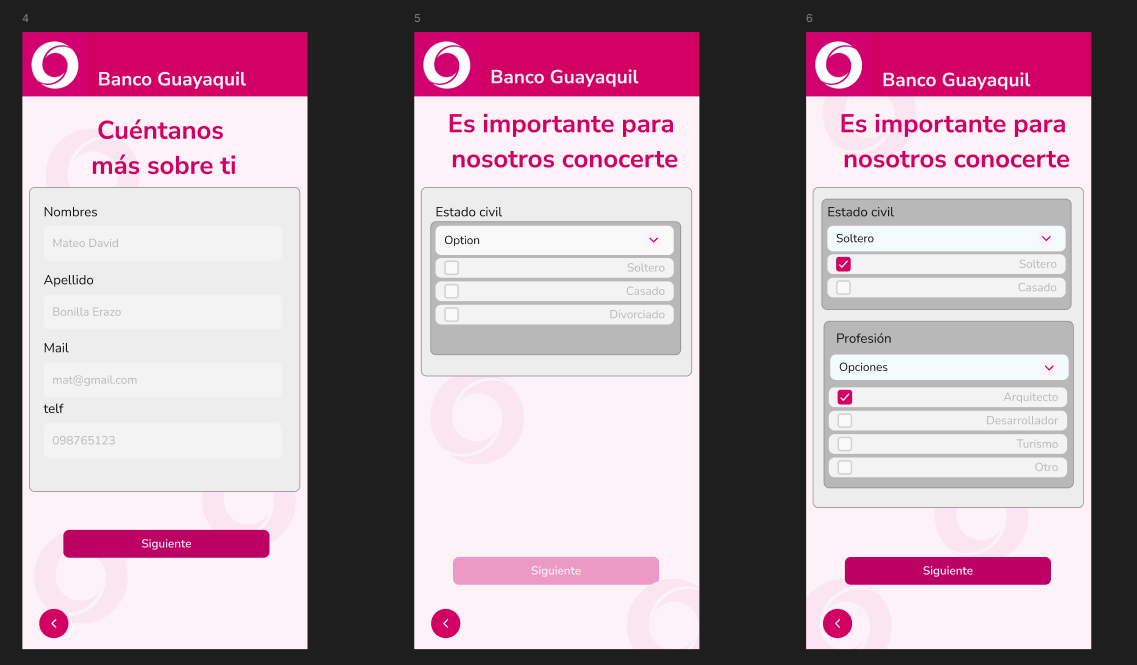 4
Banco Guayaquil
Cuéntanos
más sobre ti
Nombres
Mateo David
Apellido
Bonilla Erazo
Mail
mat@gmail.com
telf
098765123
Siguiente
5
Banco Guayaquil
Es importante para
nosotros conocerte
Estado civil
Option
Soltero
Casado
Divorciado
Siguiente
6
Banco Guayaquil
Es importante para
nosotros conocerte
Estado civil
Soltero
Soltero
Casado
Profesión
Opciones
Arquitecto
Desarrollador
Turismo
Otro
Siguiente